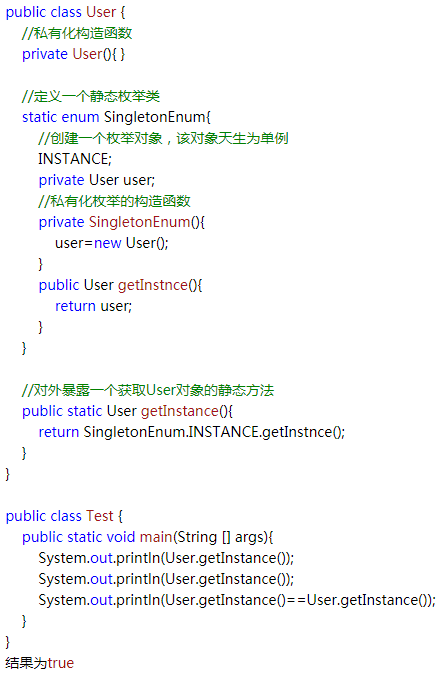 public class User {
//私有化构造函数
private User(){ }
//定义一个静态枚举类
static enum SingletonEnum{
//创建一个枚举对象，该对象天生为单例
INSTANCE;
private User user;
//私有化枚举的构造函数
private SingletonEnum(){
user=new User();
}
public User getInstnce(){
return user;
}
}
//对外暴露一个获取User对象的静态方法
public static User getInstance(){
return SingletonEnum.INSTANCE.getInstnce();
}
}
public class Test {
public static void main(String [] args){
System.out.println(User.getInstance());
System.out.println(User.getInstance());
System.out.println(User.getInstance()==User.getInstance());
}
}
结果为true